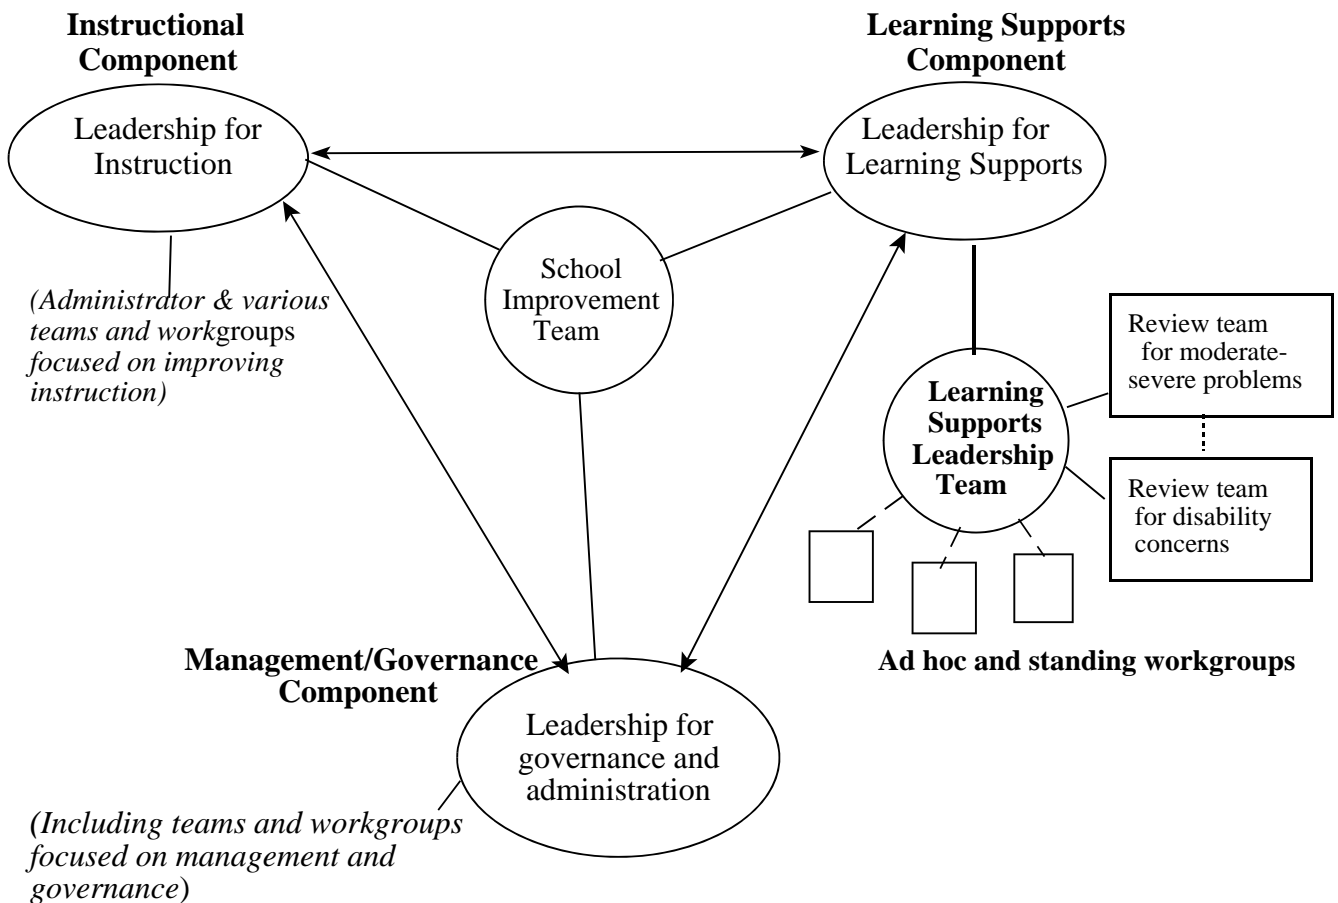 Instructional
Component
Learning Supports
Component
Leadership for
Instruction
Leadership for
Learning Supports
School
Improvement
Team
(Administrator & various
teams and workgroups
focused on improving
instruction)
Review team
for moderate-
severe problems
Learning
Supports
Leadership
Team
Review team
for disability
concerns
Management/Governance
Component
Ad hoc and standing workgroups
Leadership for
governance and
administration
(Including teams and workgroups
focused on management and
governance)